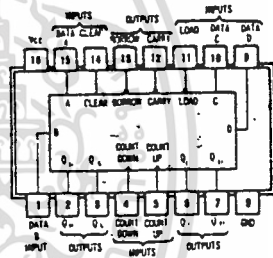 INPUTS OUTPUTS INPUTS
DATA CLEAR BORROW CARRY LOAD DATA DATA
VCC A C D
16 15 14 13 12 11 10 9
A CLEAR BORROW CARRY LOAD C
B D
COUNT COUNT
Q Q DOWN UP Q Q
1 2 3 4 5 6 7 8
DATA Q Q COUNT COUNT Q Q GND
B DOWN UP
INPUT OUTPUTS INPUTS OUTPUTS